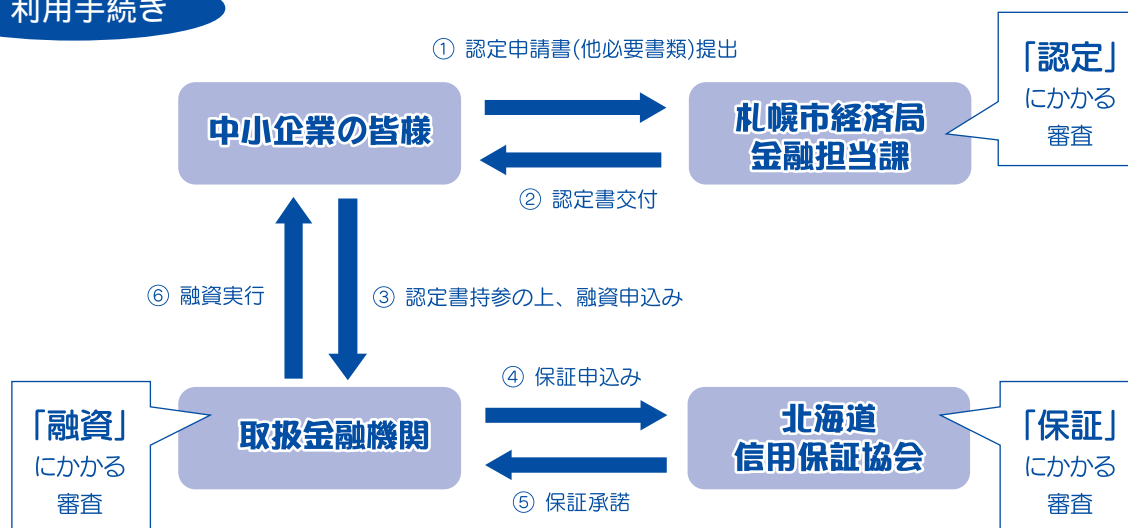 利用手続き
① 認定申請書(他必要書類)提出
中小企業の皆様
札幌市経済局
金融担当課
「認定」
にかかる
審査
② 認定書交付
⑥ 融資実行
③ 認定書持参の上、融資申込み
④ 保証申込み
「融資」
にかかる
審査
取扱金融機関
北海道
信用保証協会
「保証」
にかかる
審査
⑤ 保証承諾